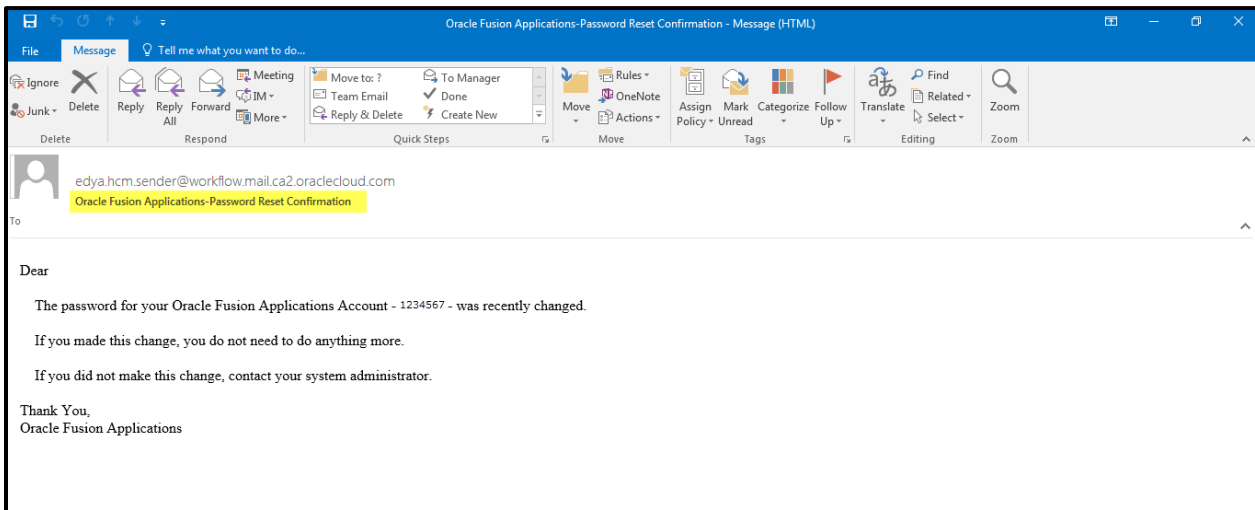 Oracle Fusion Applications-Password Reset Confirmation - Message (HTML)
File Message Tell me what you want to do...
Ignore
Junk
Delete
Reply
Reply All
Forward
Meeting
IM
More
Move to: ?
Team Email
Reply & Delete
To Manager
Done
Create New
Move
Rules
OneNote
Actions
Assign Policy
Mark Unread
Categorize
Follow Up
Translate
Find
Related
Select
Zoom
Delete Respond Quick Steps Move Tags Editing Zoom
edya.hcm.sender@workflow.mail.ca2.oraclecloud.com
Oracle Fusion Applications-Password Reset Confirmation
To
Dear
The password for your Oracle Fusion Applications Account - 1234567 - was recently changed.
If you made this change, you do not need to do anything more.
If you did not make this change, contact your system administrator.
Thank You,
Oracle Fusion Applications